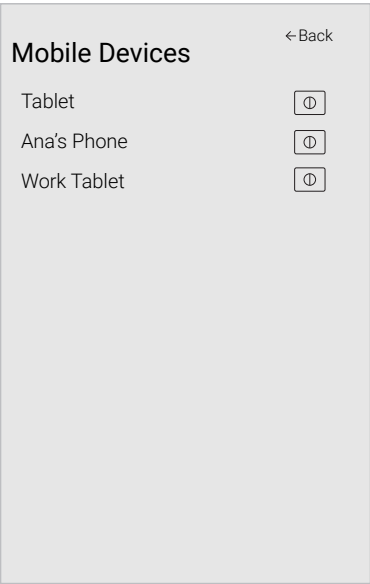 ←Back
Mobile Devices
Tablet
Ana’s Phone
Work Tablet